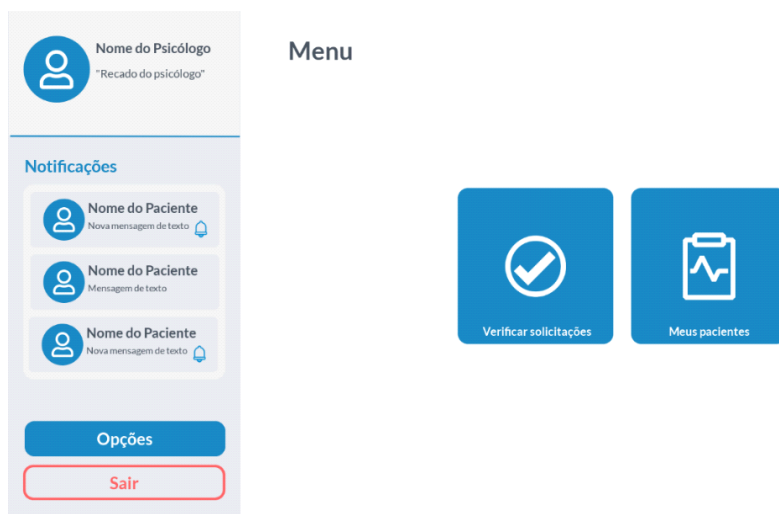 Nome do Psicólogo
"Recado do psicólogo"
Menu
Notificações
Nome do Paciente
Nova mensagem de texto
Nome do Paciente
Mensagem de texto
Nome do Paciente
Nova mensagem de texto
Opções
Sair
Verificar solicitações
Meus pacientes